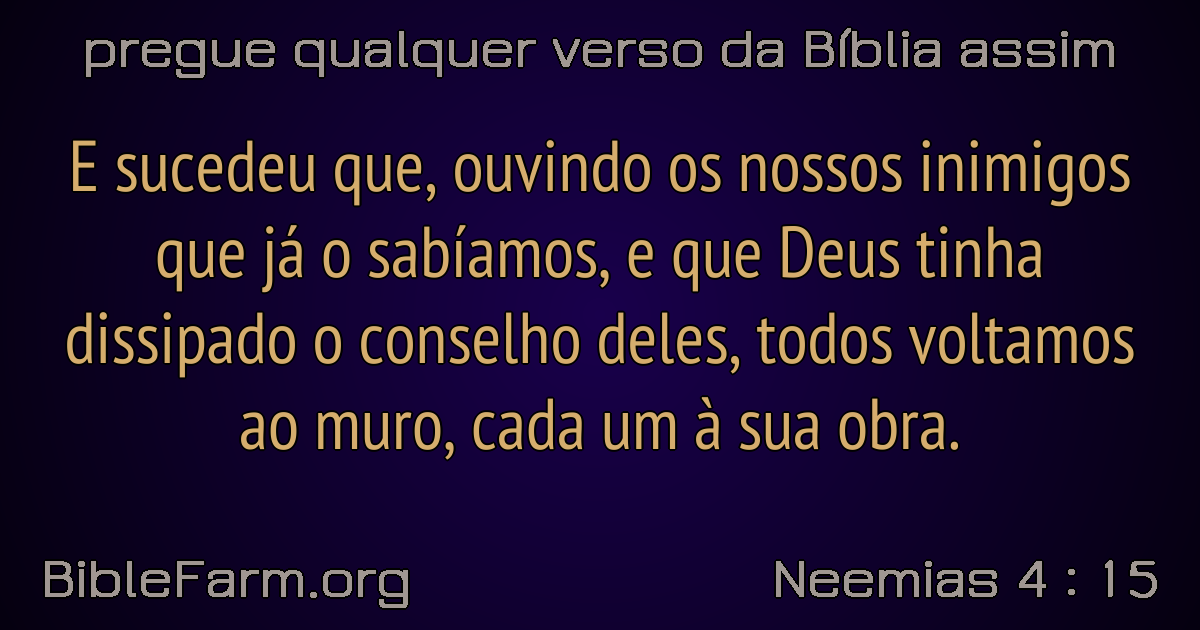 pregue qualquer verso da Bíblia assim
E sucedeu que, ouvindo os nossos inimigos
que já o sabíamos, e que Deus tinha
dissipado o conselho deles, todos voltamos
ao muro, cada um à sua obra.
BibleFarm.org
Neemias 4 : 15